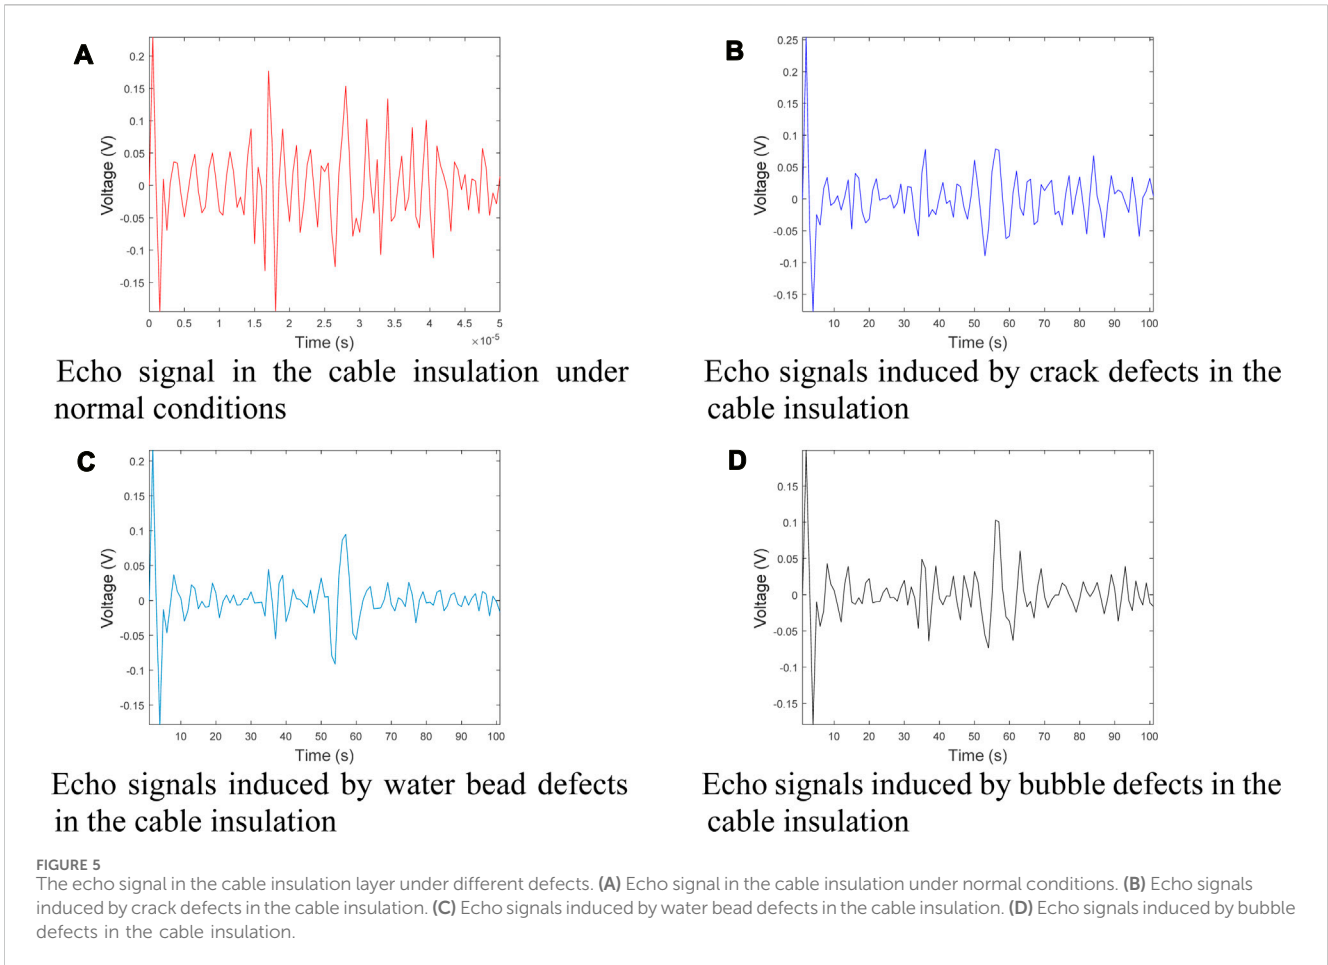 A
0.2
0.15
0.1
0.05
0
-0.05
-0.1
-0.15
Voltage (V)
0 0.5 1 1.5 2 2.5 3 3.5 4 4.5 5
Time (s)
×10⁻⁵
Echo signal in the cable insulation under
normal conditions
B
0.25
0.2
0.15
0.1
0.05
0
-0.05
-0.1
-0.15
Voltage (V)
10 20 30 40 50 60 70 80 90 100
Time (s)
Echo signals induced by crack defects in the
cable insulation
C
0.2
0.15
0.1
0.05
0
-0.05
-0.1
-0.15
Voltage (V)
10 20 30 40 50 60 70 80 90 100
Time (s)
Echo signals induced by water bead defects
in the cable insulation
D
0.15
0.1
0.05
0
-0.05
-0.1
-0.15
Voltage (V)
10 20 30 40 50 60 70 80 90 100
Time (s)
Echo signals induced by bubble defects in the
cable insulation
FIGURE 5
The echo signal in the cable insulation layer under different defects. (A) Echo signal in the cable insulation under normal conditions. (B) Echo signals
induced by crack defects in the cable insulation. (C) Echo signals induced by water bead defects in the cable insulation. (D) Echo signals induced by bubble
defects in the cable insulation.